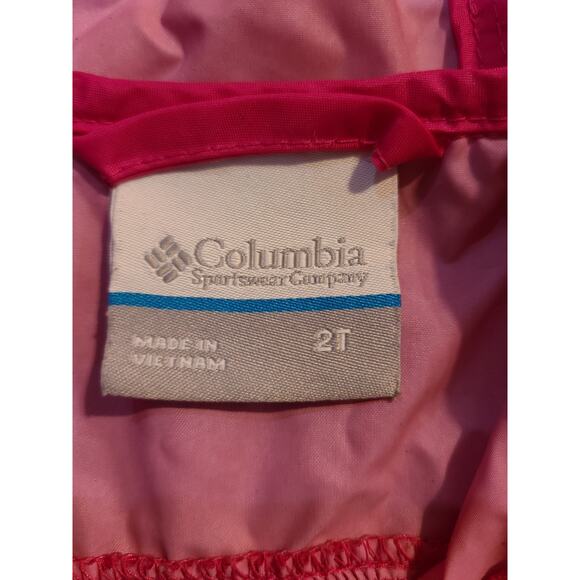 Columbia
Sportswear Company
MADE IN
VIETNAM
2T